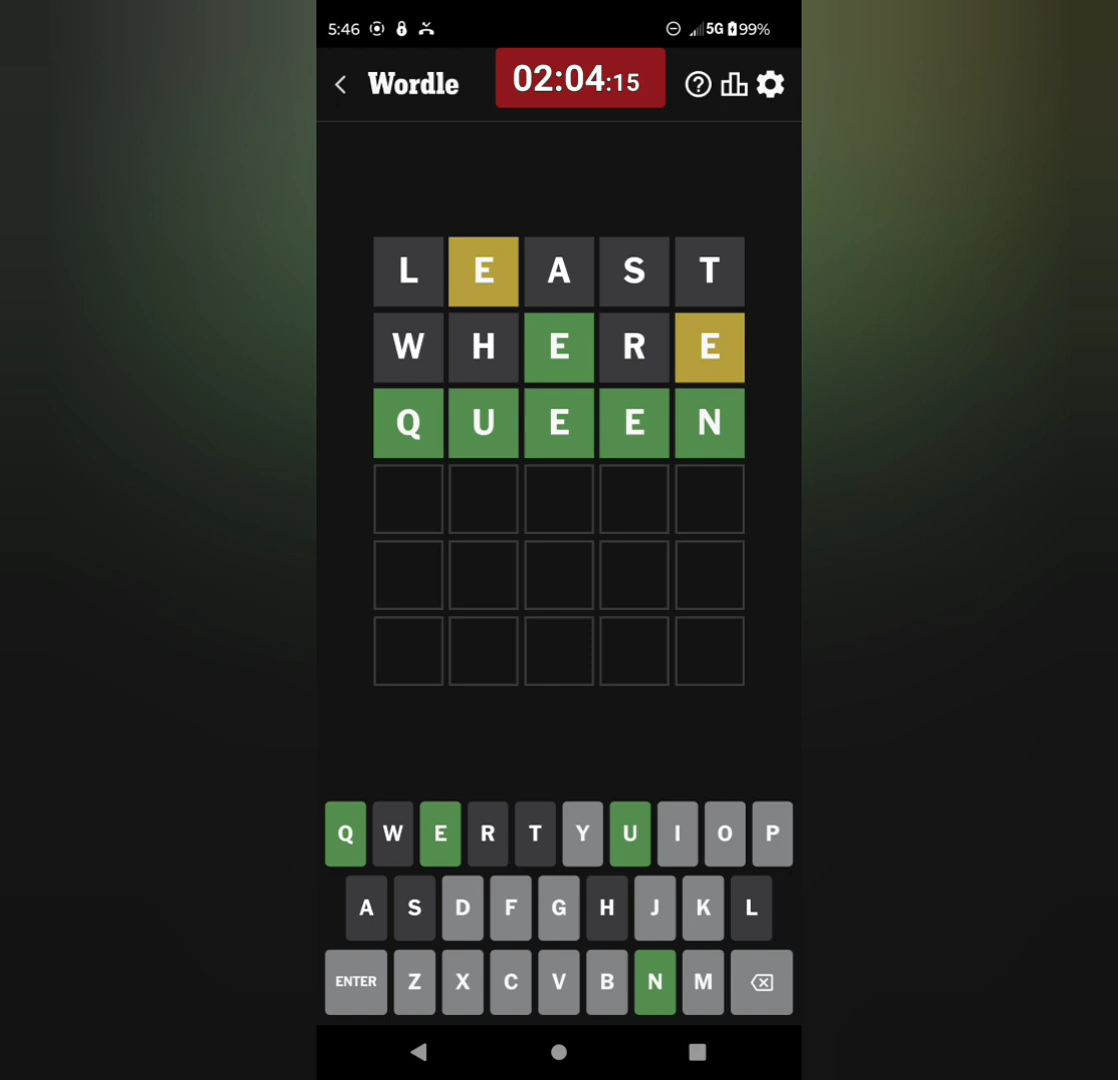 5:46 5G 99%
Wordle 02:04:15 ?
L E A S T
W H E R E
Q U E E N
Q W E R T Y U I O P
A S D F G H J K L
ENTER Z X C V B N M